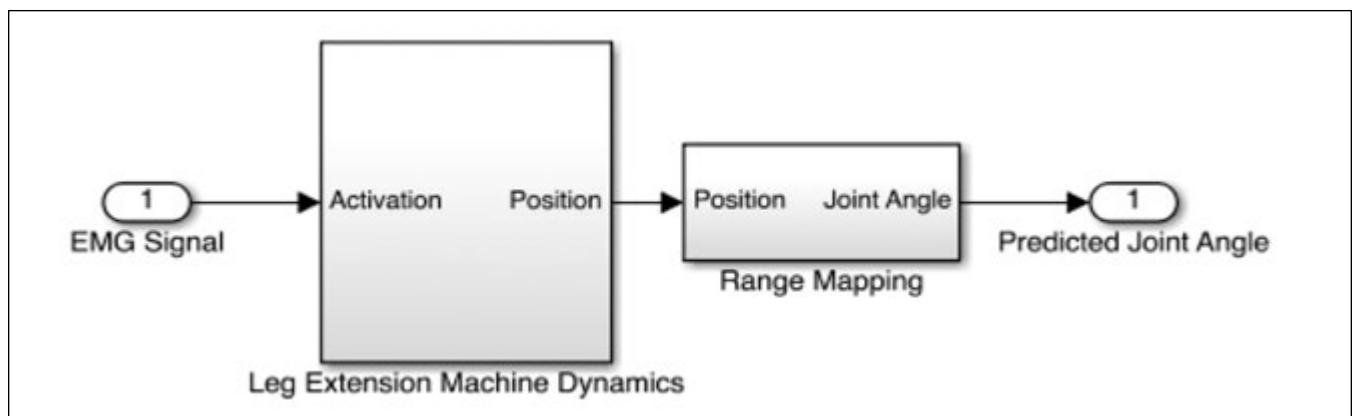 1
EMG Signal
Activation
Position
Leg Extension Machine Dynamics
Position
Joint Angle
Range Mapping
1
Predicted Joint Angle